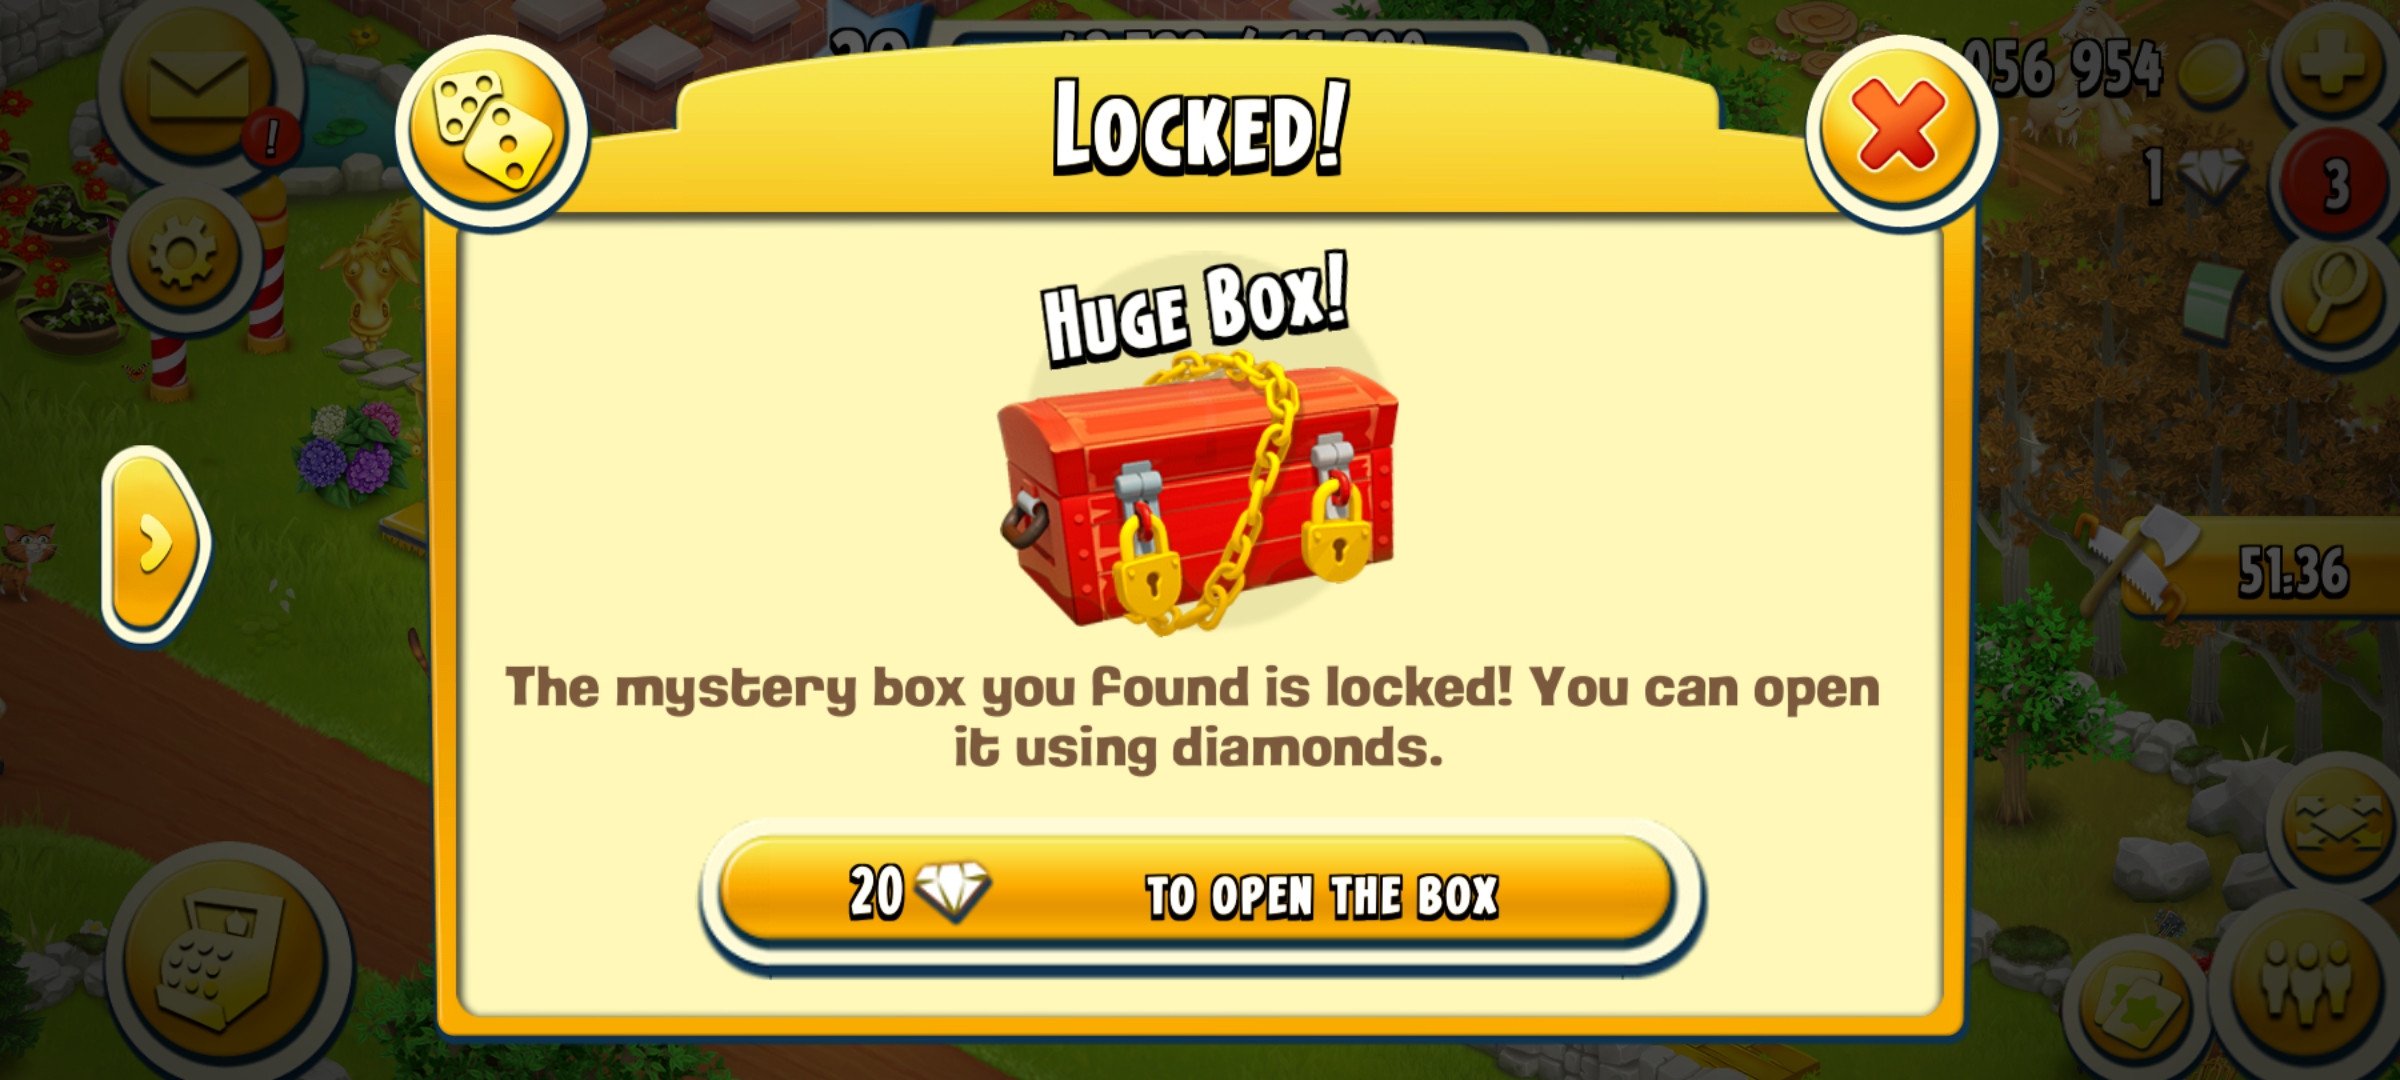 056 954
!
LOCKED!
1
3
HUGE BOX!
51:36
The mystery box you found is locked! You can open
it using diamonds.
20 TO OPEN THE BOX